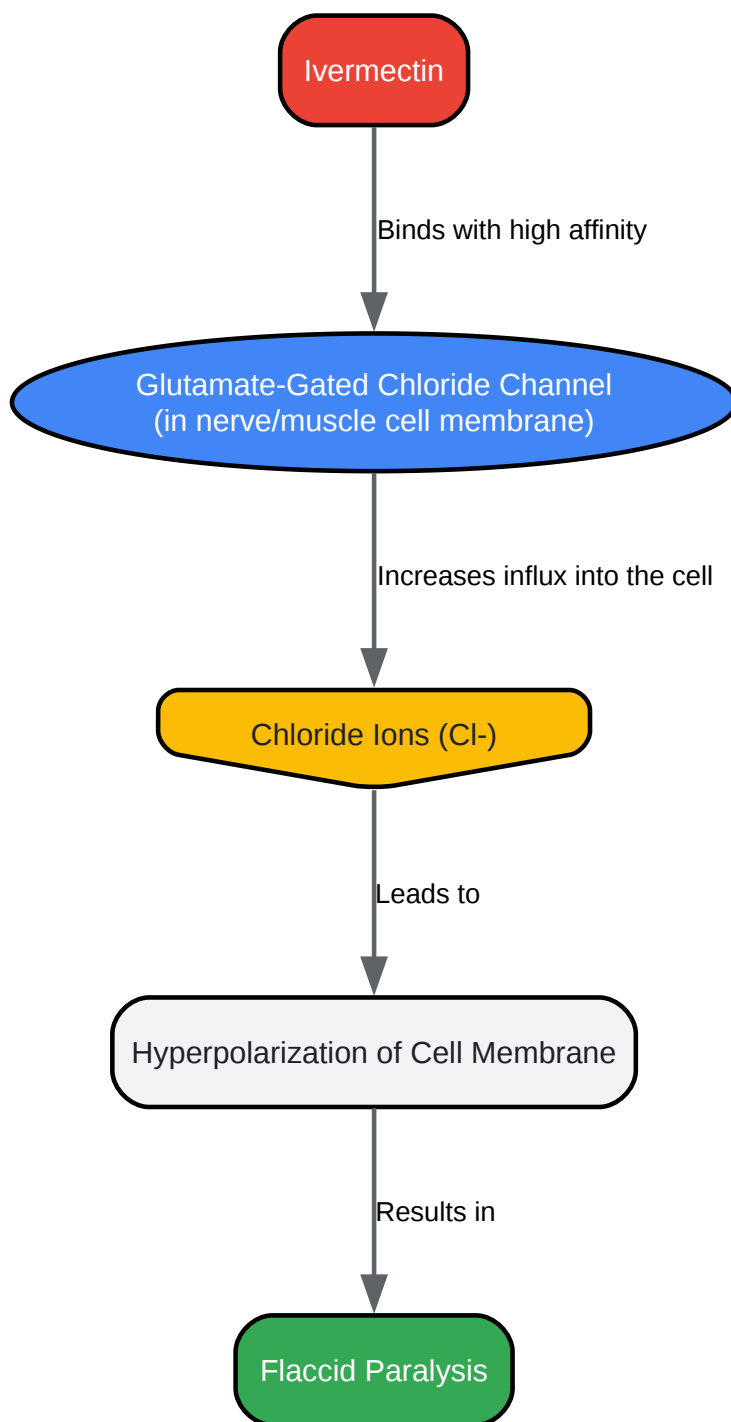 Ivermectin
Binds with high affinity
Glutamate-Gated Chloride Channel
(in nerve/muscle cell membrane)
Increases influx into the cell
Chloride Ions (Cl-)
Leads to
Hyperpolarization of Cell Membrane
Results in
Flaccid Paralysis